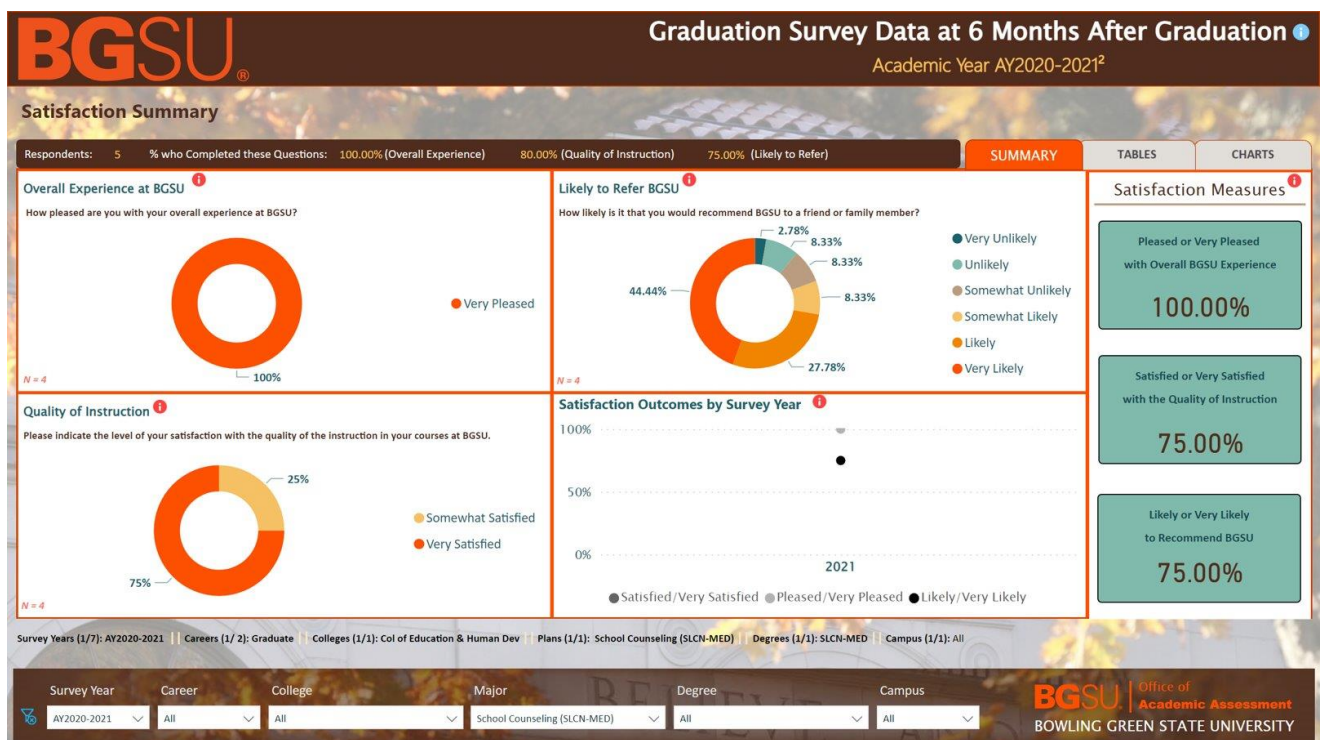 BGSU®
Graduation Survey Data at 6 Months After Graduation
Academic Year AY2020-2021²
Satisfaction Summary
Respondents: 5 % who Completed these Questions: 100.00% (Overall Experience) 80.00% (Quality of Instruction) 75.00% (Likely to Refer)
SUMMARY TABLES CHARTS
Overall Experience at BGSU
How pleased are you with your overall experience at BGSU?
Very Pleased
100%
N = 4
Likely to Refer BGSU
How likely is it that you would recommend BGSU to a friend or family member?
2.78%
8.33%
8.33%
8.33%
27.78%
44.44%
Very Unlikely
Unlikely
Somewhat Unlikely
Somewhat Likely
Likely
Very Likely
N = 4
Quality of Instruction
Please indicate the level of your satisfaction with the quality of the instruction in your courses at BGSU.
25%
75%
Somewhat Satisfied
Very Satisfied
N = 4
Satisfaction Outcomes by Survey Year
100%
50%
0%
2021
Satisfied/Very Satisfied Pleased/Very Pleased Likely/Very Likely
Satisfaction Measures
Pleased or Very Pleased
with Overall BGSU Experience
100.00%
Satisfied or Very Satisfied
with the Quality of Instruction
75.00%
Likely or Very Likely
to Recommend BGSU
75.00%
Survey Years (1/7): AY2020-2021 || Careers (1/ 2): Graduate || Colleges (1/1): Col of Education & Human Dev || Plans (1/1): School Counseling (SLCN-MED) || Degrees (1/1): SLCN-MED || Campus (1/1): All
Survey Year Career College Major Degree Campus
AY2020-2021 All All School Counseling (SLCN-MED) All All
BGSU. Office of
Academic Assessment
BOWLING GREEN STATE UNIVERSITY